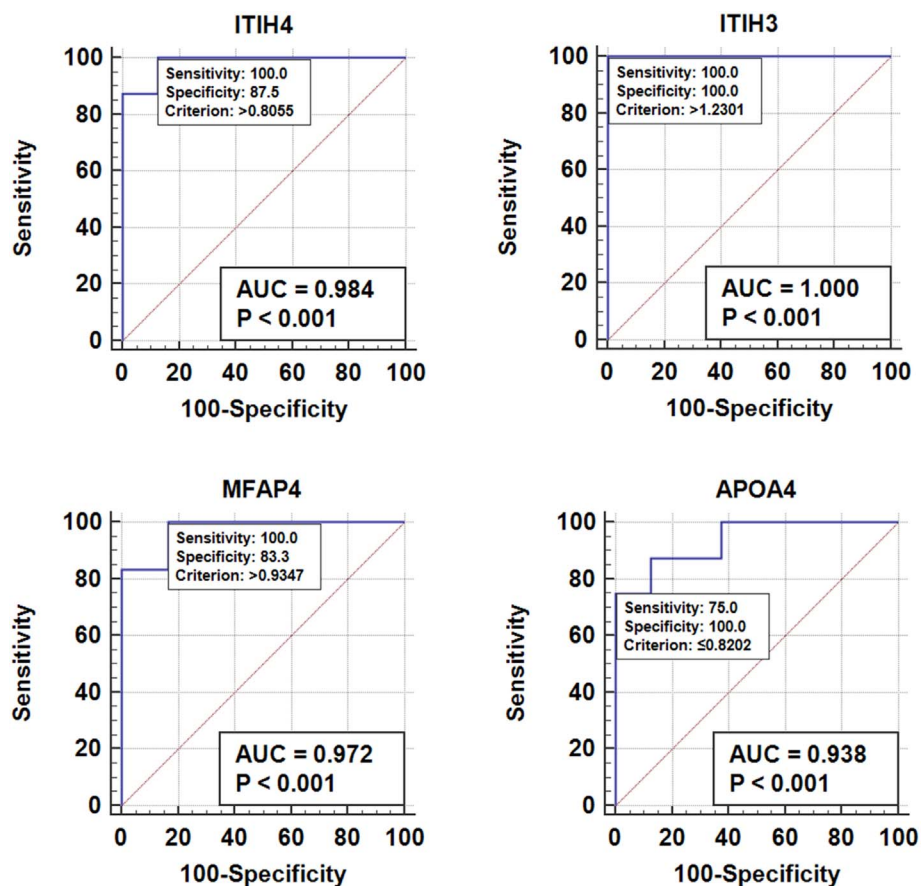 ITIH4
100
80
60
40
20
0
Sensitivity
Sensitivity: 100.0
Specificity: 87.5
Criterion: >0.8055
AUC = 0.984
P < 0.001
0 20 40 60 80 100
100-Specificity
ITIH3
100
80
60
40
20
0
Sensitivity
Sensitivity: 100.0
Specificity: 100.0
Criterion: >1.2301
AUC = 1.000
P < 0.001
0 20 40 60 80 100
100-Specificity
MFAP4
100
80
60
40
20
0
Sensitivity
Sensitivity: 100.0
Specificity: 83.3
Criterion: >0.9347
AUC = 0.972
P < 0.001
0 20 40 60 80 100
100-Specificity
APOA4
100
80
60
40
20
0
Sensitivity
Sensitivity: 75.0
Specificity: 100.0
Criterion: ≤0.8202
AUC = 0.938
P < 0.001
0 20 40 60 80 100
100-Specificity